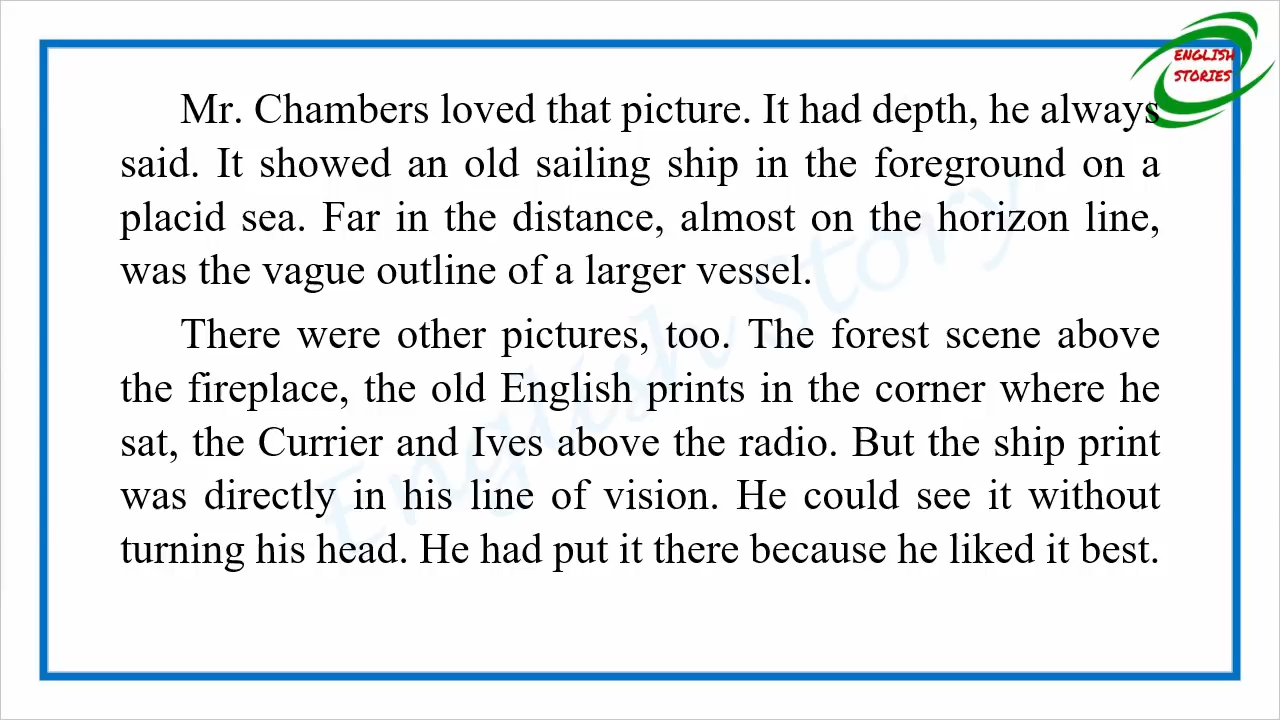 ENGLISH
STORIES
Mr. Chambers loved that picture. It had depth, he always
said. It showed an old sailing ship in the foreground on a
placid sea. Far in the distance, almost on the horizon line,
was the vague outline of a larger vessel.
There were other pictures, too. The forest scene above
the fireplace, the old English prints in the corner where he
sat, the Currier and Ives above the radio. But the ship print
was directly in his line of vision. He could see it without
turning his head. He had put it there because he liked it best.
English Story